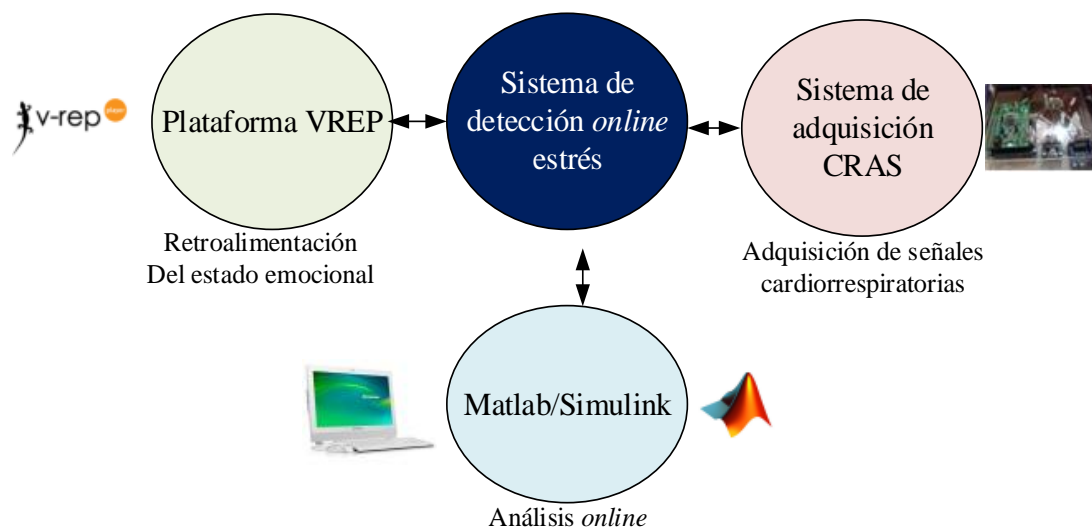 v-rep
player
Plataforma VREP
Retroalimentación
Del estado emocional
Sistema de
detección online
estrés
Sistema de
adquisición
CRAS
Adquisición de señales
cardiorrespiratorias
Matlab/Simulink
Análisis online